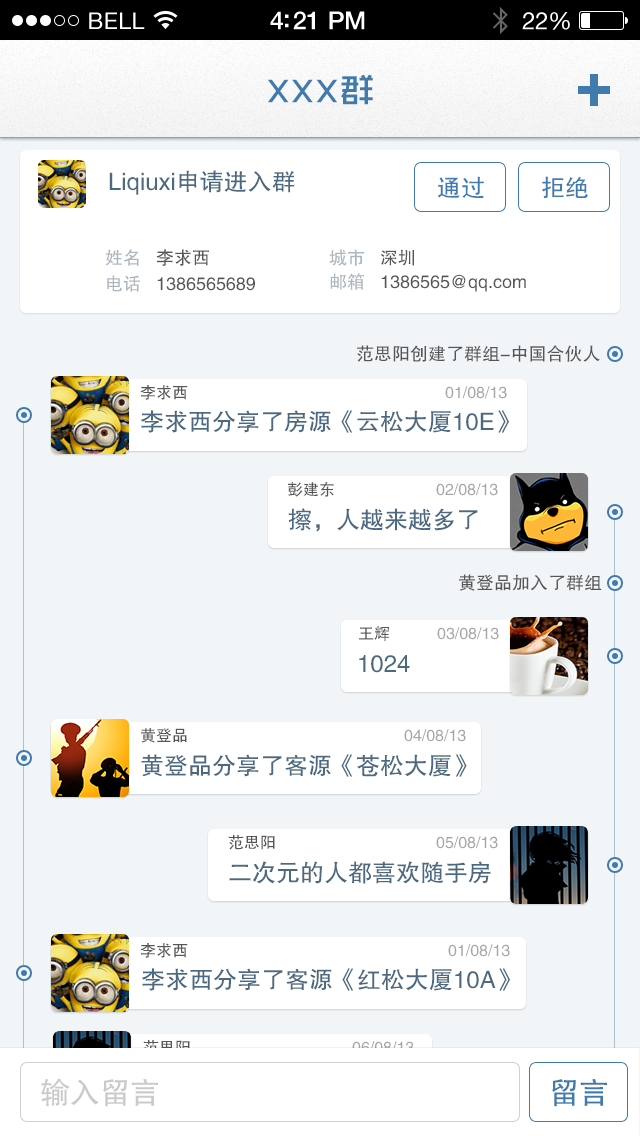 BELL 4:21 PM 22%
XXX群
Liqiuxi申请进入群
通过 拒绝
姓名 李求西 城市 深圳
电话 1386565689 邮箱 1386565@qq.com
范思阳创建了群组-中国合伙人
李求西 01/08/13
李求西分享了房源《云松大厦10E》
彭建东 02/08/13
擦，人越来越多了
黄登品加入了群组
王辉 03/08/13
1024
黄登品 04/08/13
黄登品分享了客源《苍松大厦》
范思阳 05/08/13
二次元的人都喜欢随手房
李求西 01/08/13
李求西分享了客源《红松大厦10A》
范思阳 06/08/13
输入留言 留言